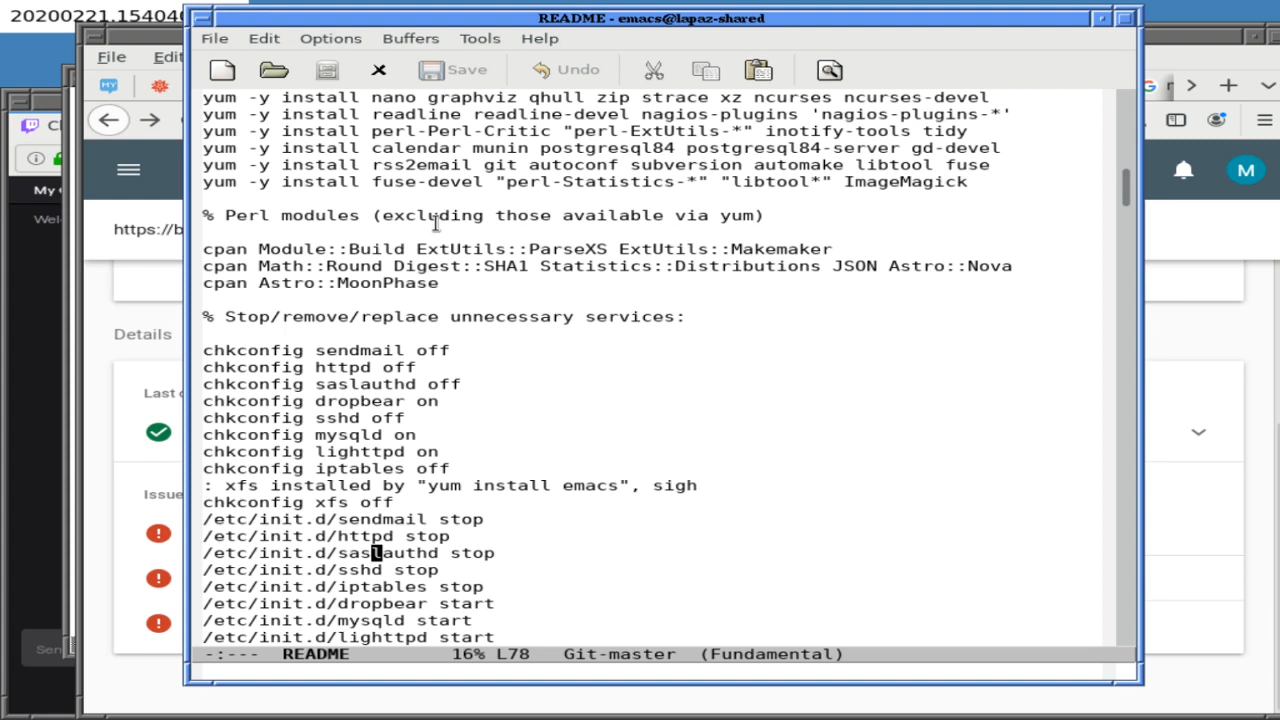 20200221.154040
README - emacs@lapaz-shared
File Edit Options Buffers Tools Help
Save Undo
File Edit
MY
yum -y install nano graphviz qhull zip strace xz ncurses ncurses-devel
yum -y install readline readline-devel nagios-plugins 'nagios-plugins-*'
yum -y install perl-Perl-Critic "perl-ExtUtils-*" inotify-tools tidy
yum -y install calendar munin postgresql84 postgresql84-server gd-devel
yum -y install rss2email git autoconf subversion automake libtool fuse
yum -y install fuse-devel "perl-Statistics-*" "libtool*" ImageMagick
% Perl modules (excluding those available via yum)
cpan Module::Build ExtUtils::ParseXS ExtUtils::Makemaker
cpan Math::Round Digest::SHA1 Statistics::Distributions JSON Astro::Nova
cpan Astro::MoonPhase
% Stop/remove/replace unnecessary services:
chkconfig sendmail off
chkconfig httpd off
chkconfig saslauthd off
chkconfig dropbear on
chkconfig sshd off
chkconfig mysqld on
chkconfig lighttpd on
chkconfig iptables off
: xfs installed by "yum install emacs", sigh
chkconfig xfs off
/etc/init.d/sendmail stop
/etc/init.d/httpd stop
/etc/init.d/saslauthd stop
/etc/init.d/sshd stop
/etc/init.d/iptables stop
/etc/init.d/dropbear start
/etc/init.d/mysqld start
/etc/init.d/lighttpd start
-:--- README 16% L78 Git-master (Fundamental)
https://b
Details
Last
Issue
My
M